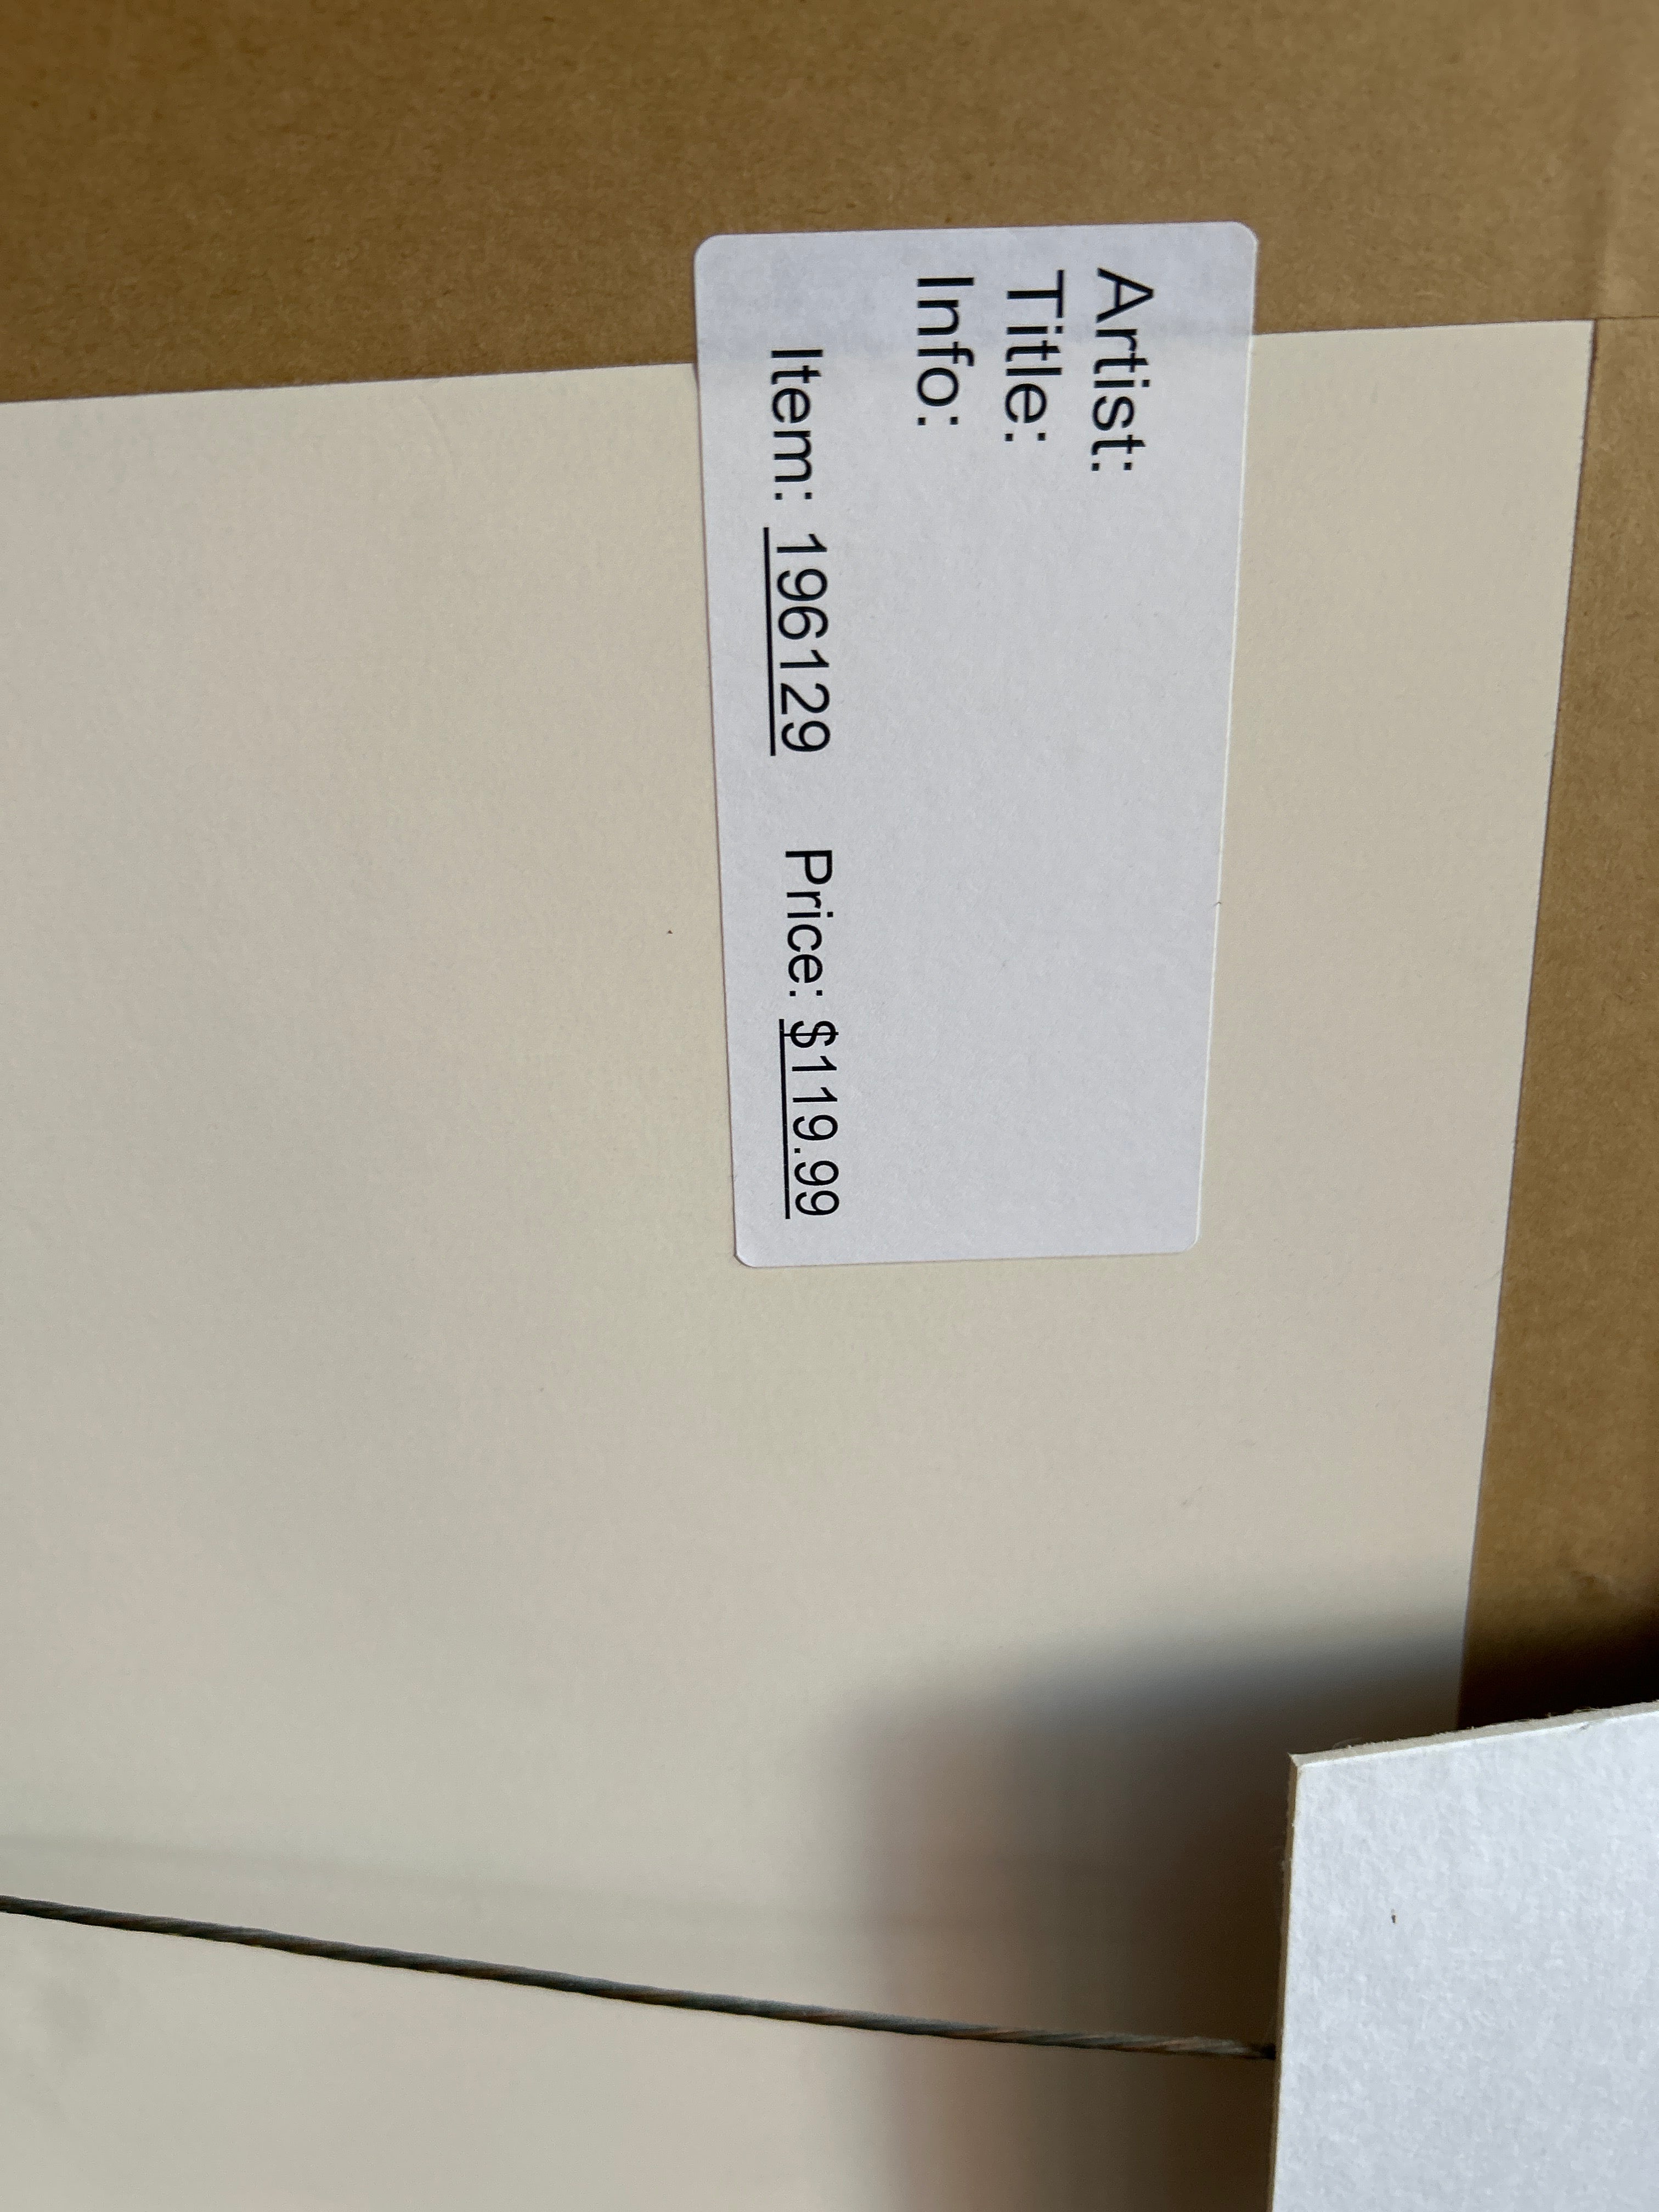 Artist:
Title:
Info:
Item: 196129 Price: $119.99